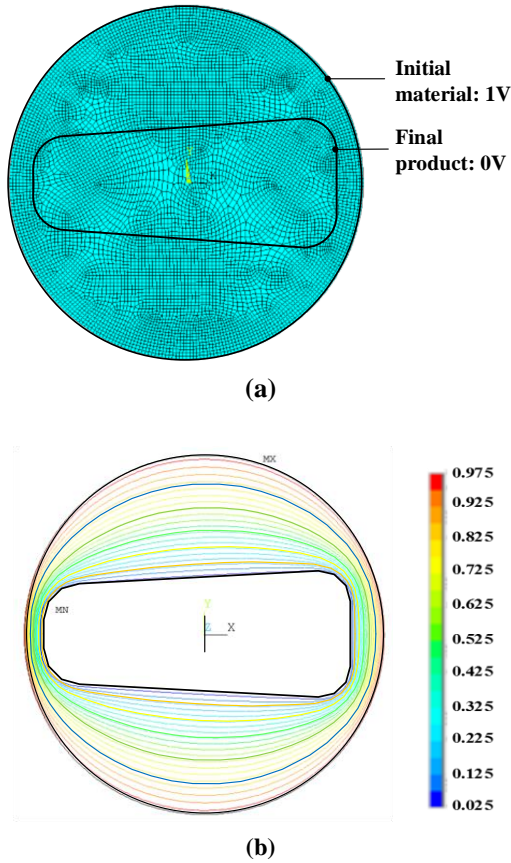 Initial
material: 1V
Final
product: 0V
(a)
MX
MN
Y
Z X
0.975
0.925
0.825
0.725
0.625
0.525
0.425
0.325
0.225
0.125
0.025
(b)